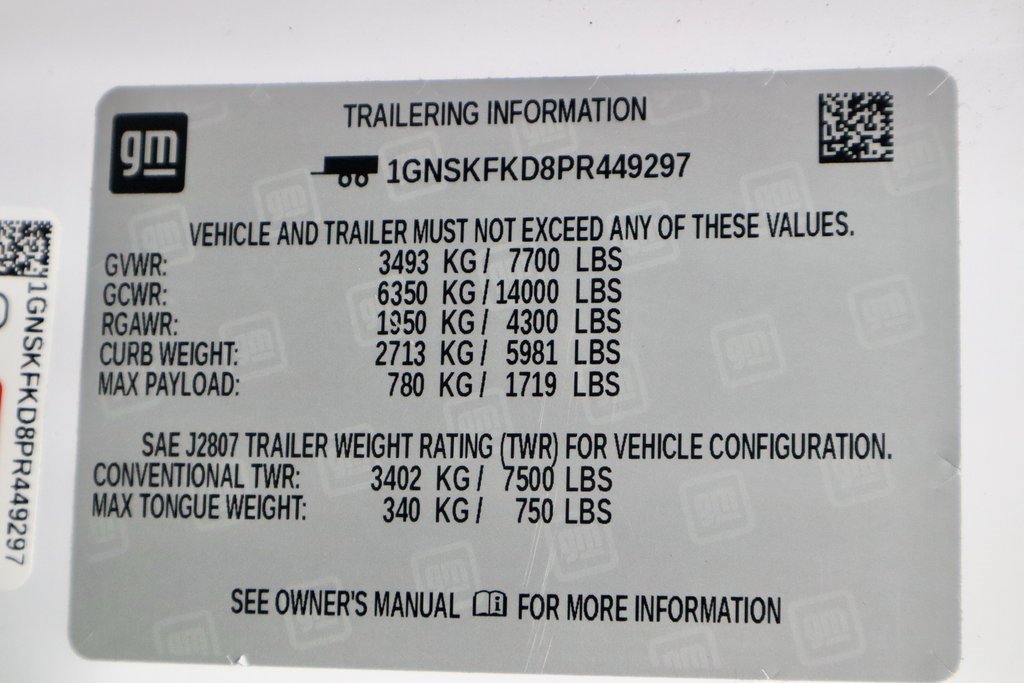 gm
TRAILERING INFORMATION
1GNSKFKD8PR449297
VEHICLE AND TRAILER MUST NOT EXCEED ANY OF THESE VALUES.
GVWR: 3493 KG / 7700 LBS
GCWR: 6350 KG / 14000 LBS
RGAWR: 1950 KG / 4300 LBS
CURB WEIGHT: 2713 KG / 5981 LBS
MAX PAYLOAD: 780 KG / 1719 LBS
SAE J2807 TRAILER WEIGHT RATING (TWR) FOR VEHICLE CONFIGURATION.
CONVENTIONAL TWR: 3402 KG / 7500 LBS
MAX TONGUE WEIGHT: 340 KG / 750 LBS
SEE OWNER'S MANUAL i FOR MORE INFORMATION
1GNSKFKD8PR449297